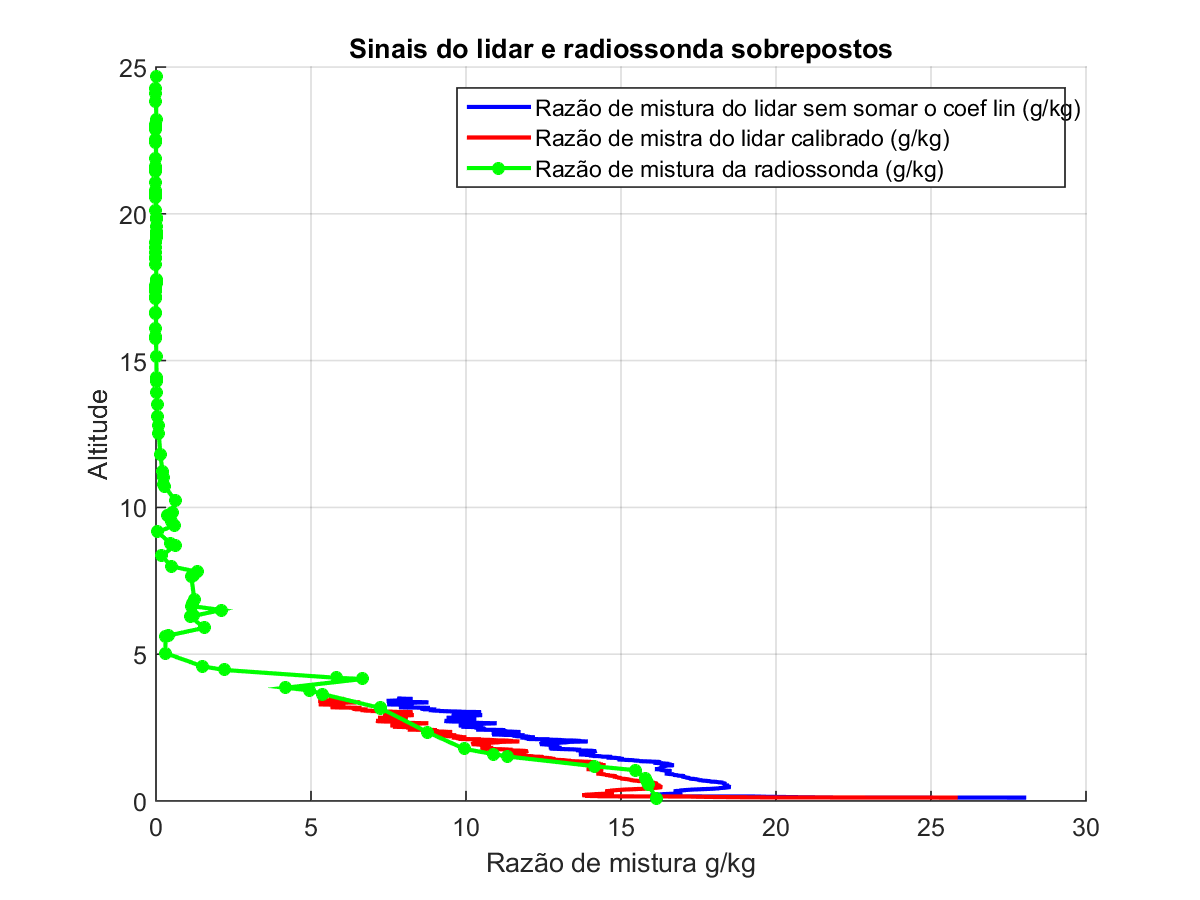 Sinais do lidar e radiossonda sobrepostos
Razão de mistura do lidar sem somar o coef lin (g/kg)
Razão de mistra do lidar calibrado (g/kg)
Razão de mistura da radiossonda (g/kg)
Altitude
25
20
15
10
5
0
0 5 10 15 20 25 30
Razão de mistura g/kg